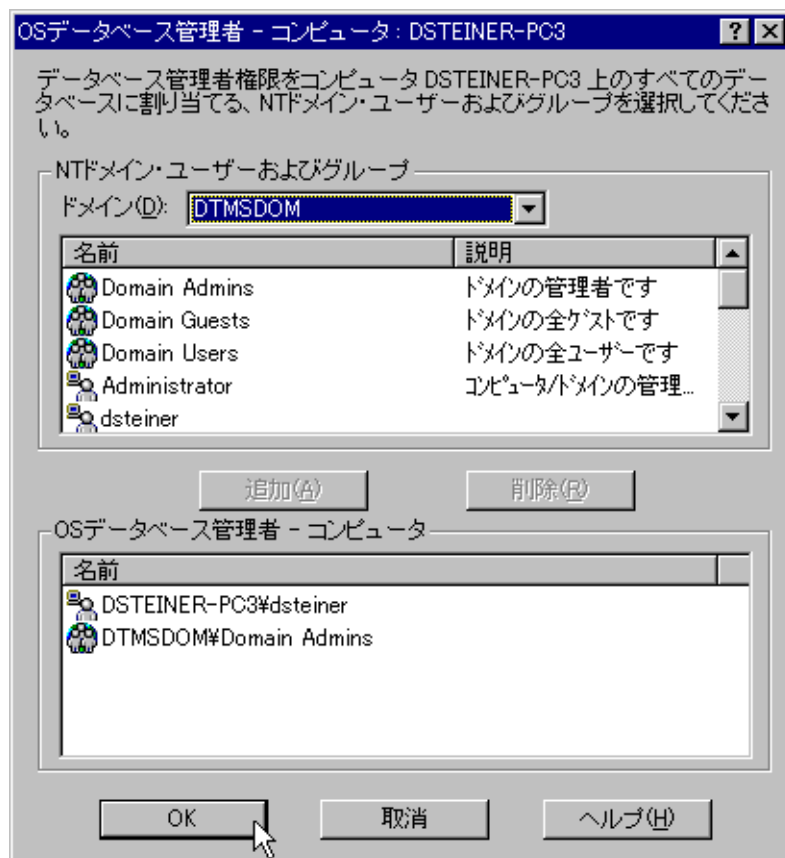 OSデータベース管理者 - コンピュータ : DSTEINER-PC3
データベース管理者権限をコンピュータ DSTEINER-PC3 上のすべてのデー
タベースに割り当てる、NTドメイン・ユーザーおよびグループを選択してくださ
い。
NTドメイン・ユーザーおよびグループ
ドメイン(D): DTMSDOM
名前 説明
Domain Admins ﾄﾞﾒｲﾝの管理者です
Domain Guests ﾄﾞﾒｲﾝの全ｹﾞｽﾄです
Domain Users ﾄﾞﾒｲﾝの全ユーザーです
Administrator ｺﾝﾋﾟｭｰﾀ/ﾄﾞﾒｲﾝの管理...
dsteiner
追加(A) 削除(R)
OSデータベース管理者 - コンピュータ
名前
DSTEINER-PC3¥dsteiner
DTMSDOM¥Domain Admins
OK 取消 ヘルプ(H)